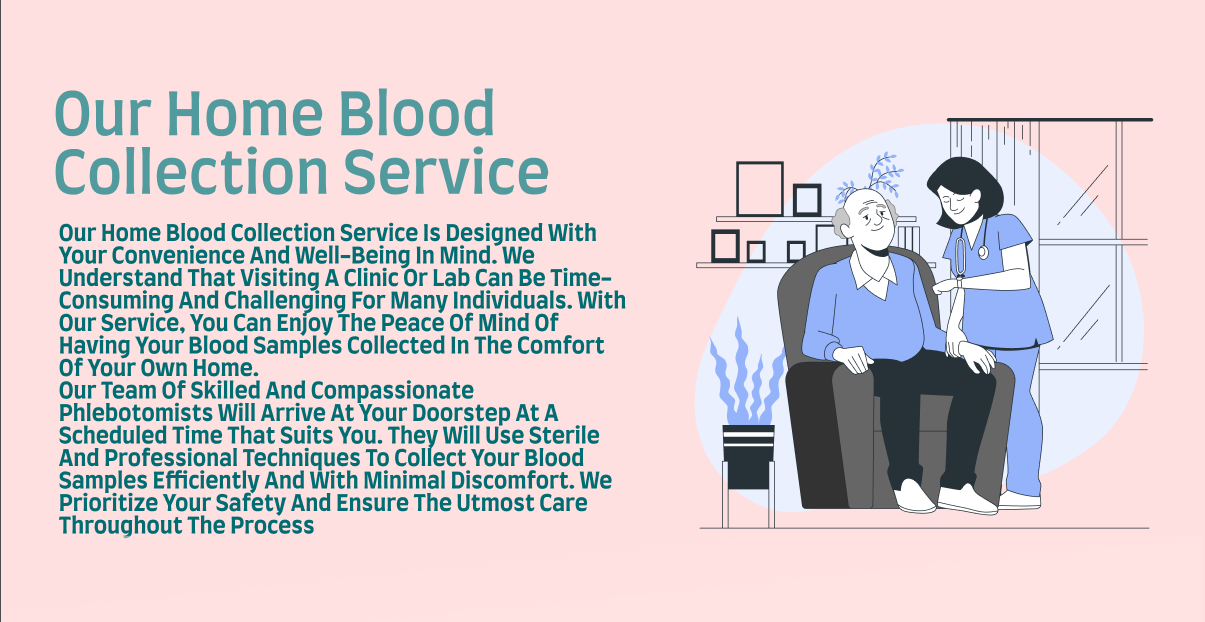 Our Home Blood
Collection Service
Our Home Blood Collection Service Is Designed With
Your Convenience And Well-Being In Mind. We
Understand That Visiting A Clinic Or Lab Can Be Time-
Consuming And Challenging For Many Individuals. With
Our Service, You Can Enjoy The Peace Of Mind Of
Having Your Blood Samples Collected In The Comfort
Of Your Own Home.
Our Team Of Skilled And Compassionate
Phlebotomists Will Arrive At Your Doorstep At A
Scheduled Time That Suits You. They Will Use Sterile
And Professional Techniques To Collect Your Blood
Samples Efficiently And With Minimal Discomfort. We
Prioritize Your Safety And Ensure The Utmost Care
Throughout The Process